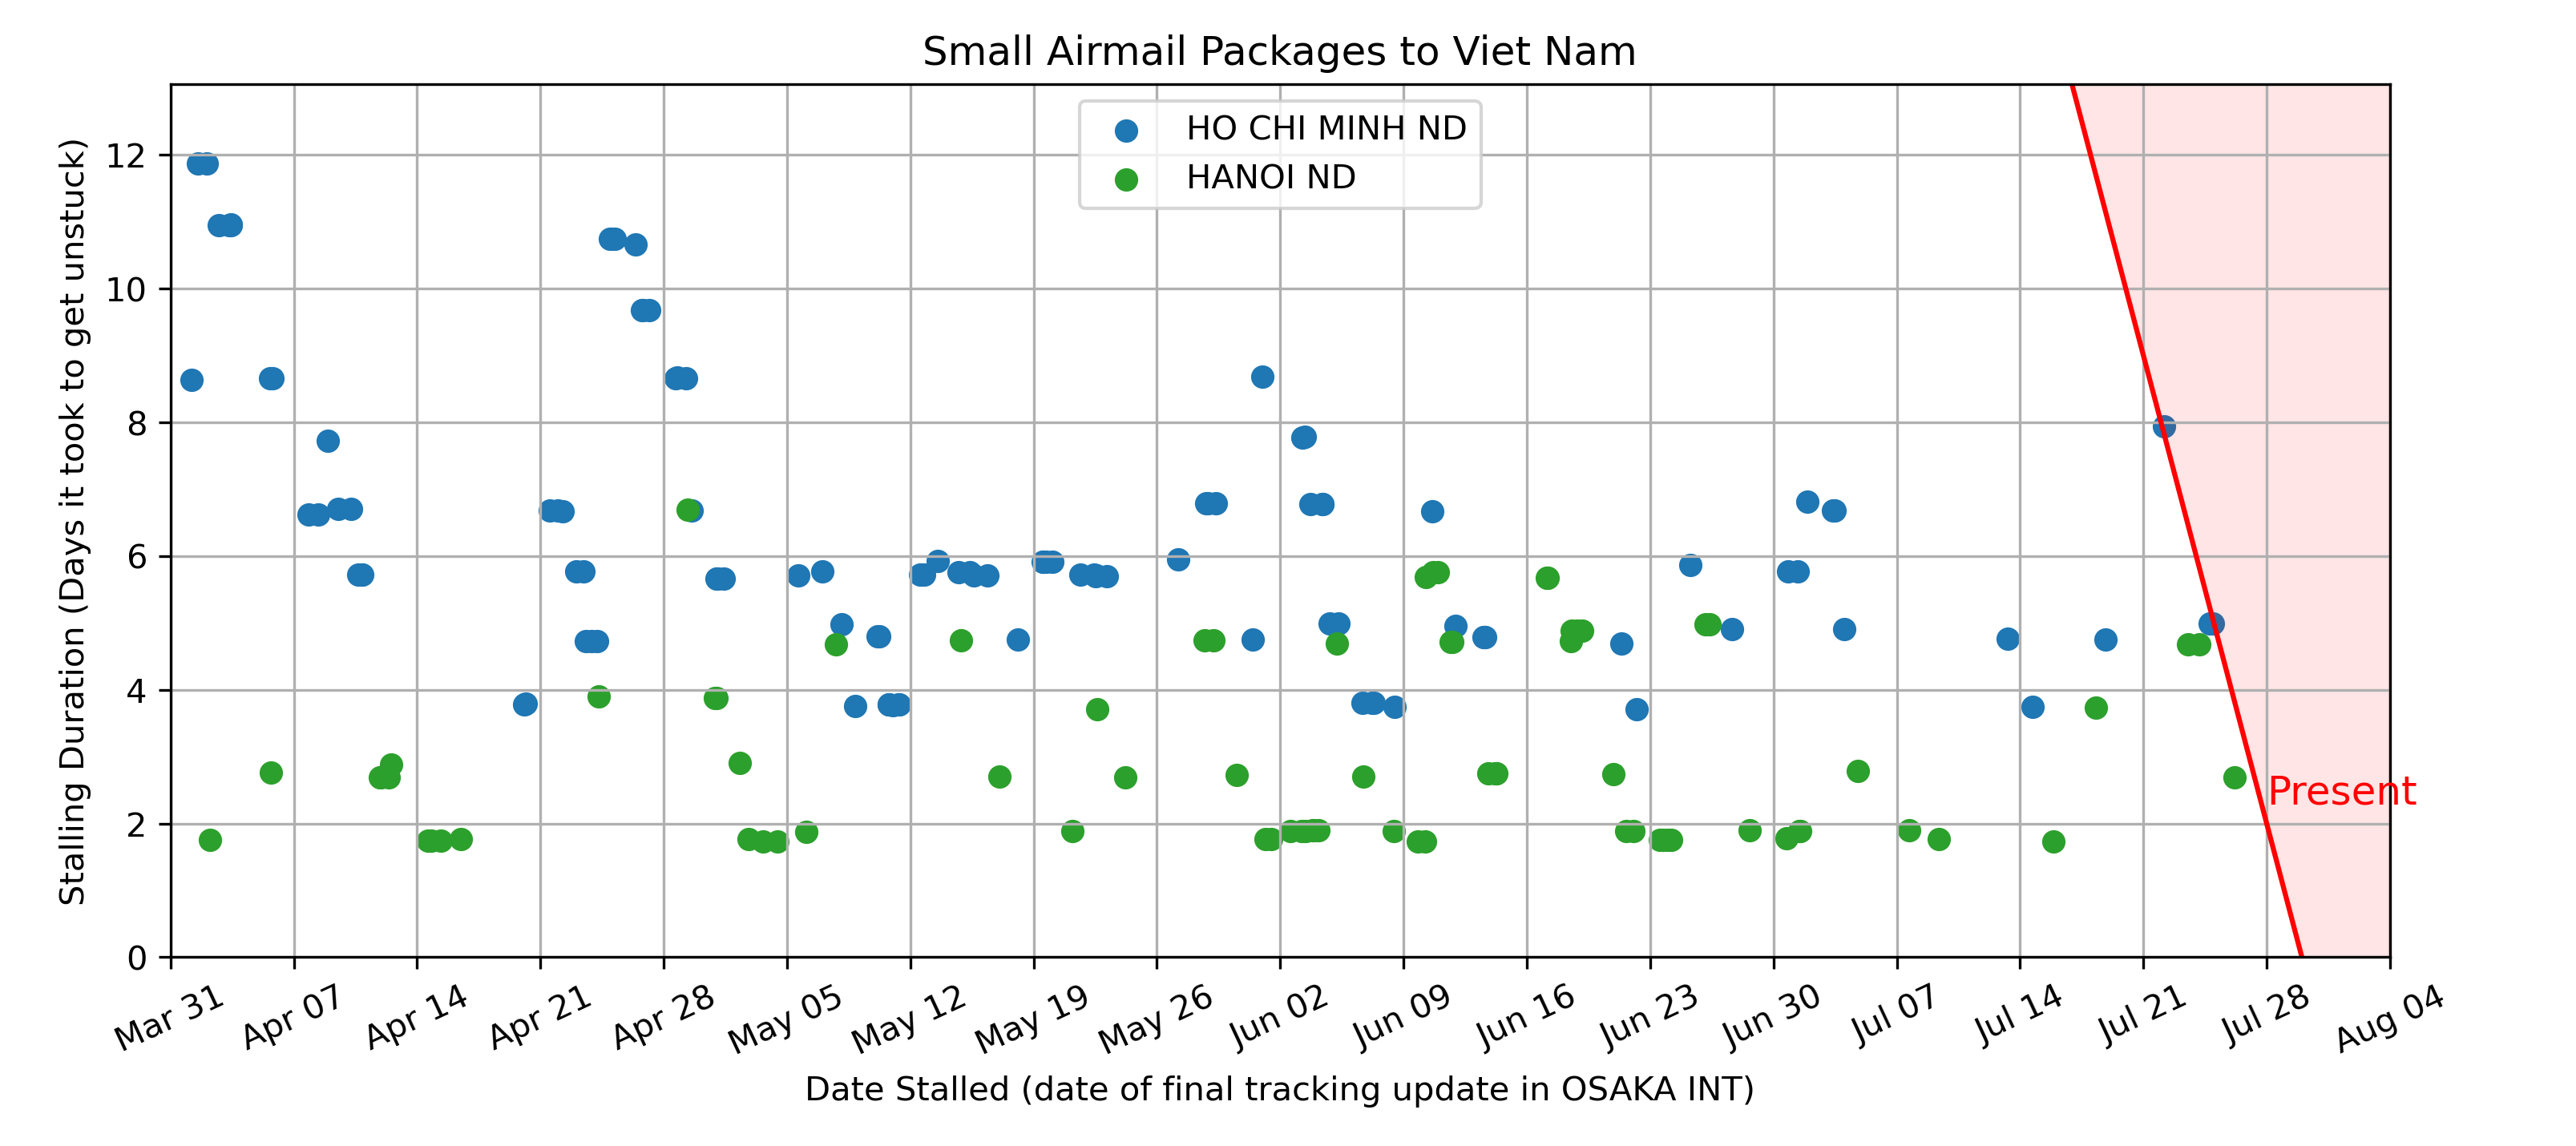 Small Airmail Packages to Viet Nam
HO CHI MINH ND
HANOI ND
Stalling Duration (Days it took to get unstuck)
12
10
8
6
4
2
0
Present
Mar 31
Apr 07
Apr 14
Apr 21
Apr 28
May 05
May 12
May 19
May 26
Jun 02
Jun 09
Jun 16
Jun 23
Jun 30
Jul 07
Jul 14
Jul 21
Jul 28
Aug 04
Date Stalled (date of final tracking update in OSAKA INT)